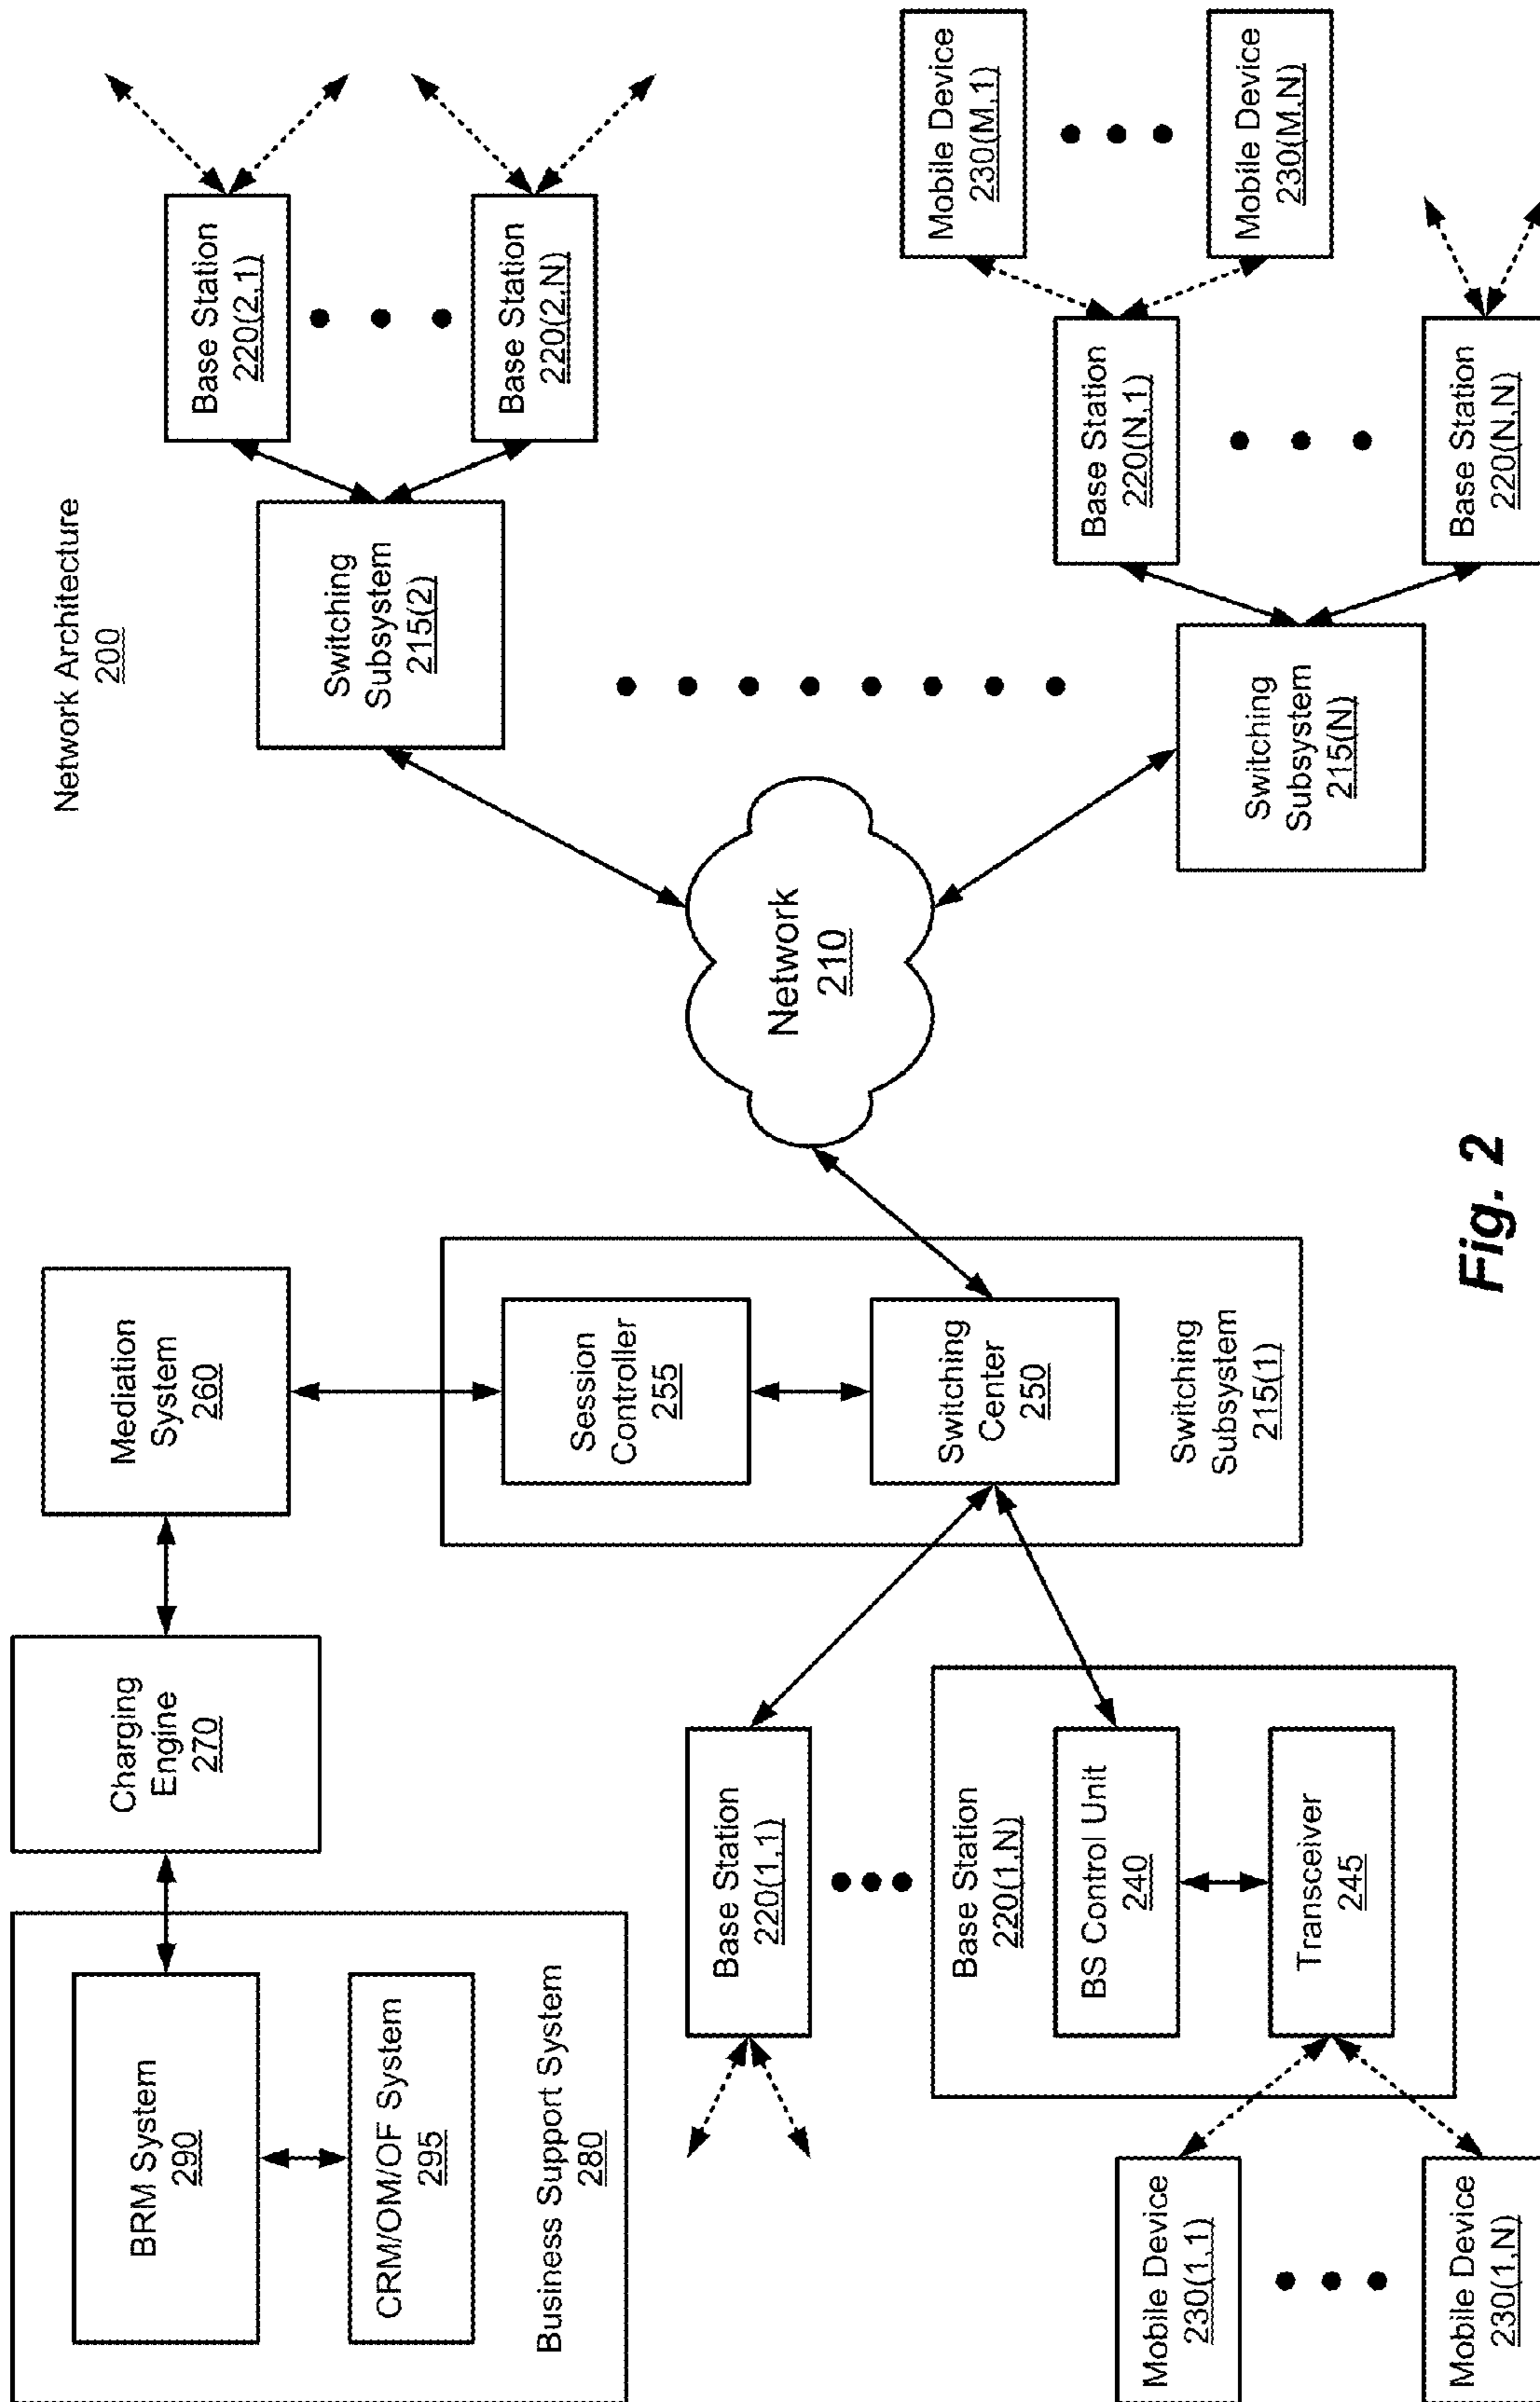 Network Architecture
200
BRM System
290
CRM/OM/OF System
295
Business Support System
280
Charging
Engine
270
Mediation
System
260
Session
Controller
255
Switching
Center
250
Switching
Subsystem
215(1)
Base Station
220(1,1)
Base Station
220(1,N)
BS Control Unit
240
Transceiver
245
Mobile Device
230(1,1)
Mobile Device
230(1,N)
Network
210
Switching
Subsystem
215(2)
Base Station
220(2,1)
Base Station
220(2,N)
Switching
Subsystem
215(N)
Base Station
220(N,1)
Base Station
220(N,N)
Mobile Device
230(M,1)
Mobile Device
230(M,N)
Fig. 2